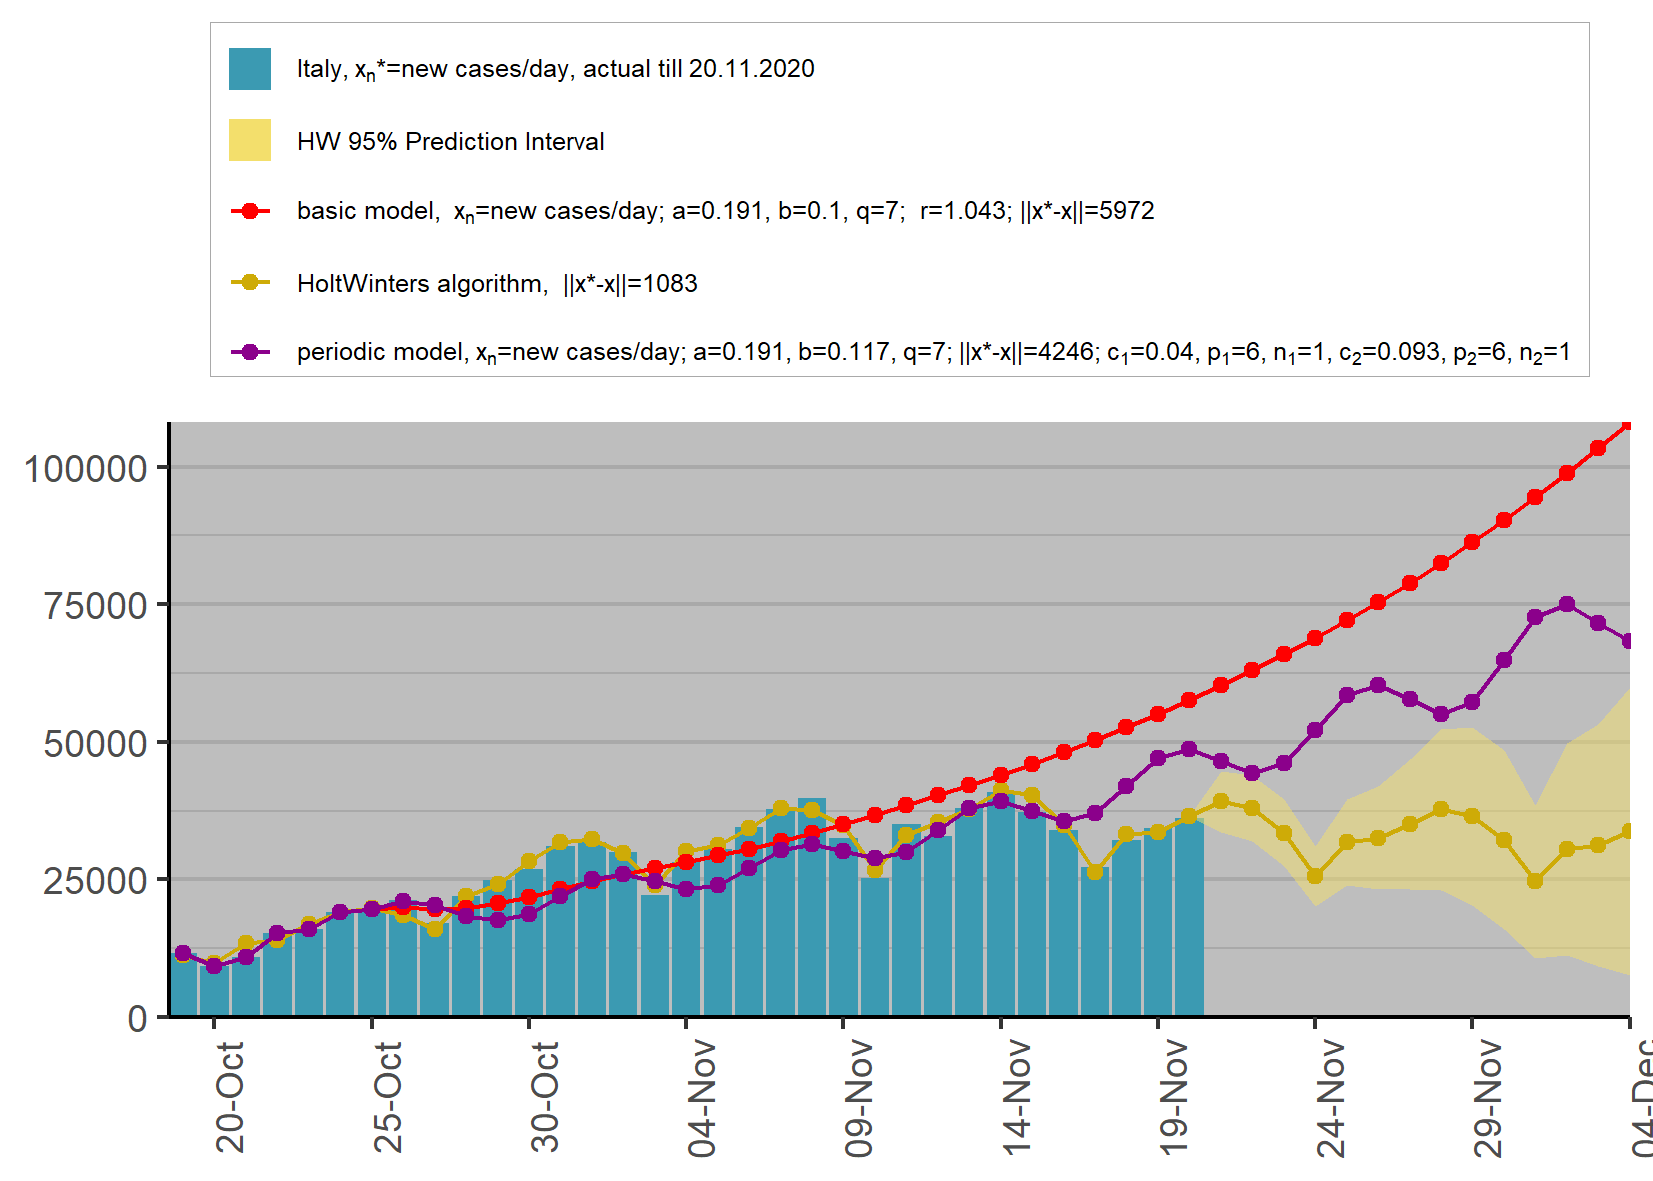 Italy, xₙ*=new cases/day, actual till 20.11.2020
HW 95% Prediction Interval
basic model,  xₙ=new cases/day; a=0.191, b=0.1, q=7;  r=1.043; ||x*-x||=5972
HoltWinters algorithm,  ||x*-x||=1083
periodic model, xₙ=new cases/day; a=0.191, b=0.117, q=7; ||x*-x||=4246; c₁=0.04, p₁=6, n₁=1, c₂=0.093, p₂=6, n₂=1
100000
75000
50000
25000
0
20-Oct
25-Oct
30-Oct
04-Nov
09-Nov
14-Nov
19-Nov
24-Nov
29-Nov
04-Dec